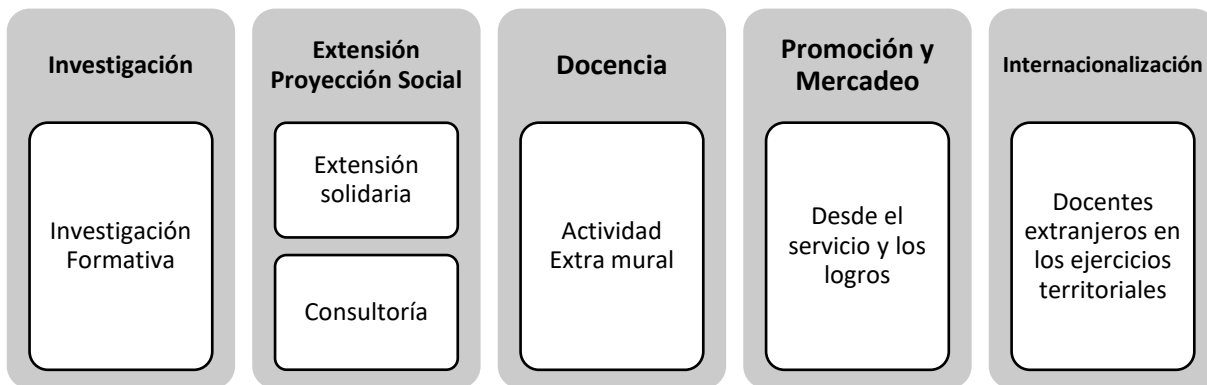 Investigación
Investigación
Formativa
Extensión
Proyección Social
Extensión
solidaria
Consultoría
Docencia
Actividad
Extra mural
Promoción y
Mercadeo
Desde el
servicio y los
logros
Internacionalización
Docentes
extranjeros en
los ejercicios
territoriales